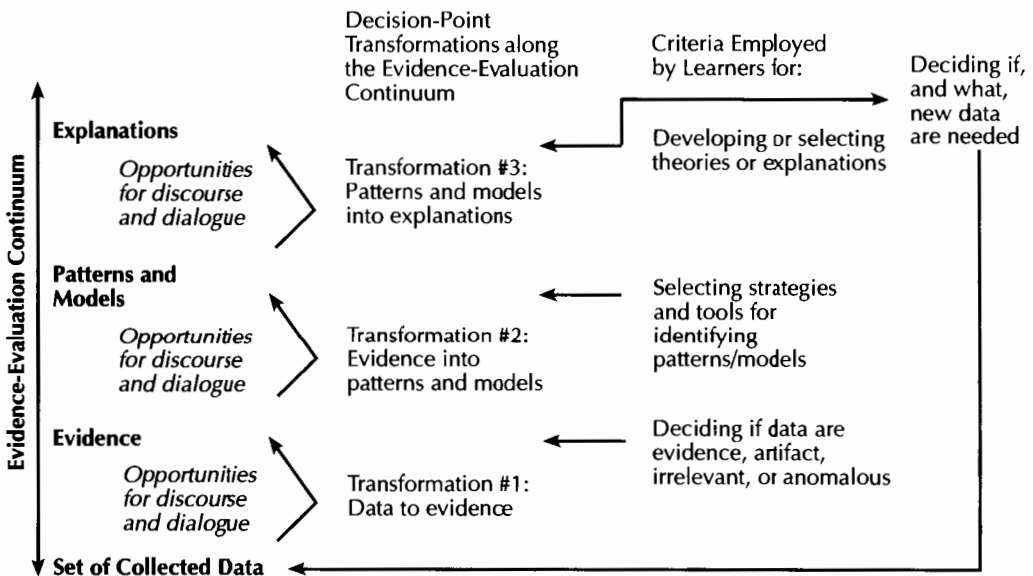 Decision-Point
Transformations along
the Evidence-Evaluation
Continuum
Criteria Employed
by Learners for:
Deciding if,
and what,
new data
are needed
Evidence-Evaluation Continuum
Explanations
Opportunities
for discourse
and dialogue
Transformation #3:
Patterns and models
into explanations
Developing or selecting
theories or explanations
Patterns and
Models
Opportunities
for discourse
and dialogue
Transformation #2:
Evidence into
patterns and models
Selecting strategies
and tools for
identifying
patterns/models
Evidence
Opportunities
for discourse
and dialogue
Transformation #1:
Data to evidence
Deciding if data are
evidence, artifact,
irrelevant, or anomalous
Set of Collected Data